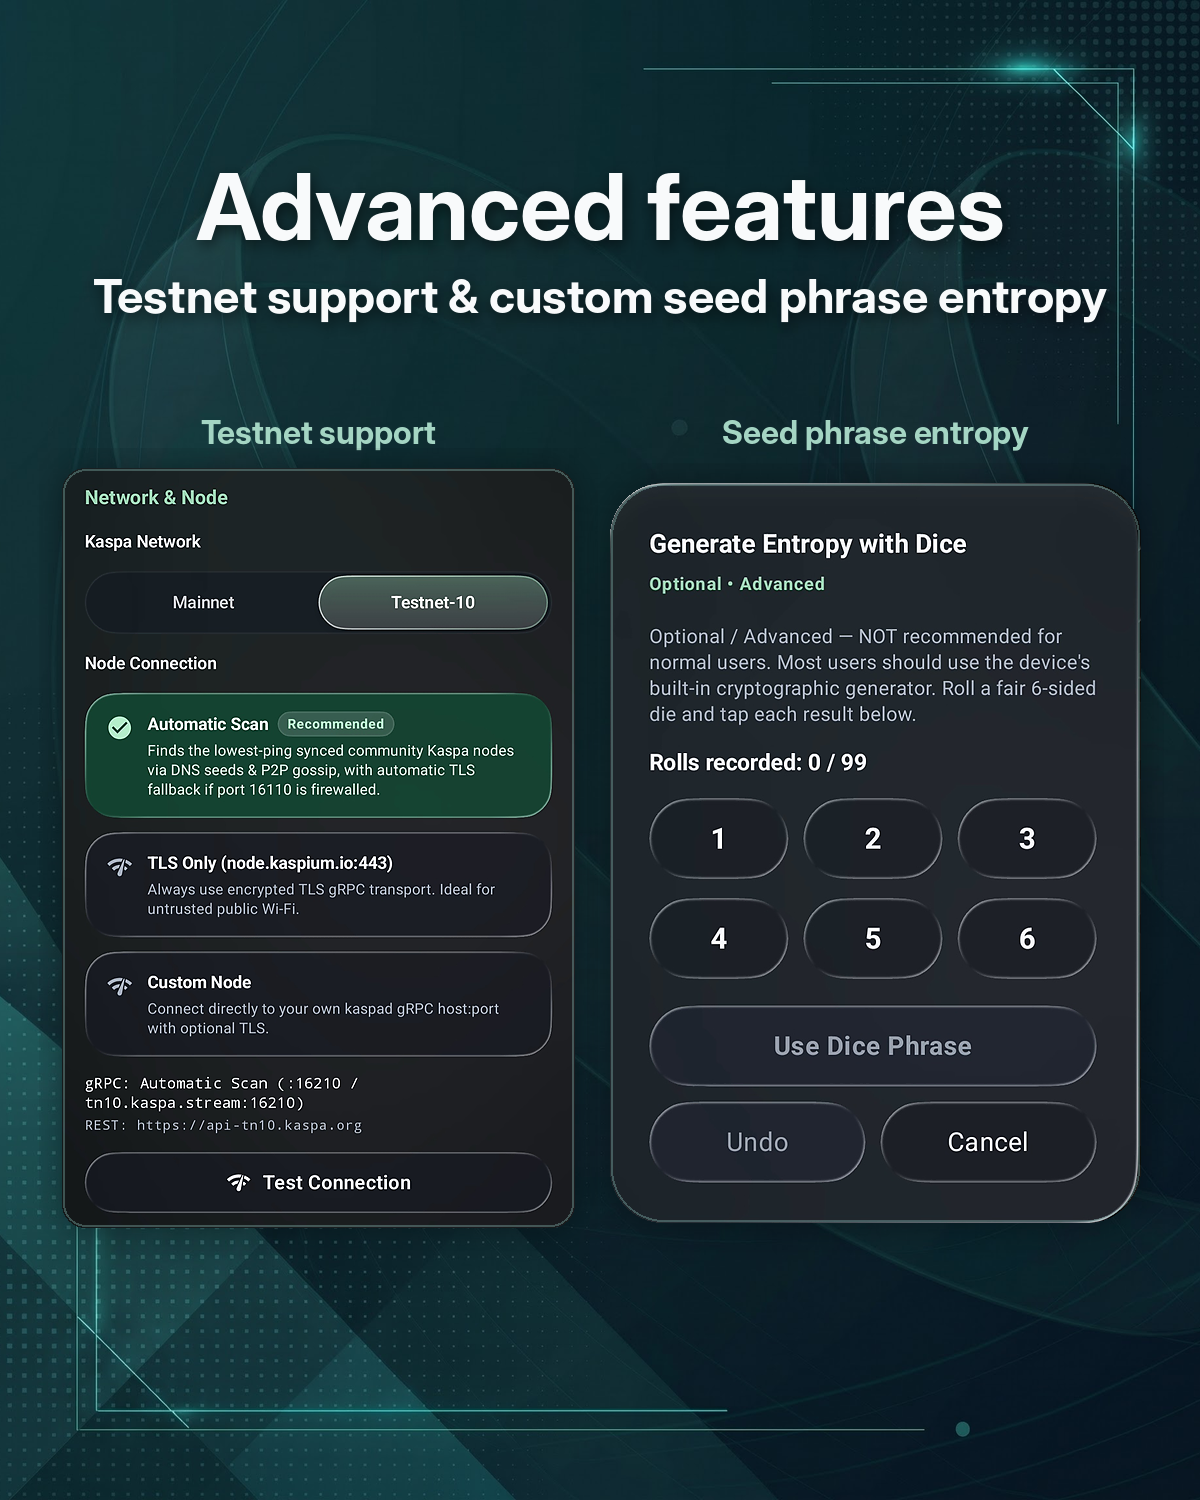 Advanced features
Testnet support & custom seed phrase entropy
Testnet support
Network & Node
Kaspa Network
Mainnet
Testnet-10
Node Connection
Automatic Scan Recommended
Finds the lowest-ping synced community Kaspa nodes
via DNS seeds & P2P gossip, with automatic TLS
fallback if port 16110 is firewalled.
TLS Only (node.kaspium.io:443)
Always use encrypted TLS gRPC transport. Ideal for
untrusted public Wi-Fi.
Custom Node
Connect directly to your own kaspad gRPC host:port
with optional TLS.
gRPC: Automatic Scan (:16210 /
tn10.kaspa.stream:16210)
REST: https://api-tn10.kaspa.org
Test Connection
Seed phrase entropy
Generate Entropy with Dice
Optional • Advanced
Optional / Advanced — NOT recommended for
normal users. Most users should use the device's
built-in cryptographic generator. Roll a fair 6-sided
die and tap each result below.
Rolls recorded: 0 / 99
1 2 3
4 5 6
Use Dice Phrase
Undo
Cancel